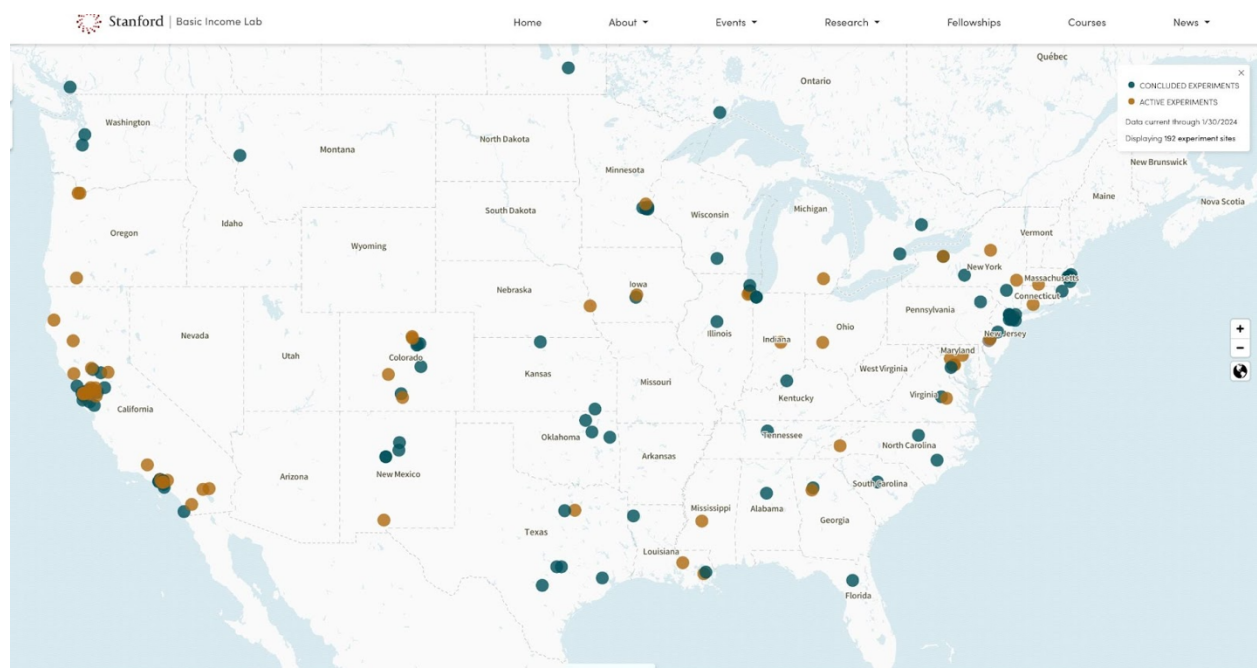 Stanford | Basic Income Lab
Home About Events Research Fellowships Courses News
Québec
Ontario
CONCLUDED EXPERIMENTS
ACTIVE EXPERIMENTS
Data current through 1/30/2024
Displaying 192 experiment sites
Washington
Montana
North Dakota
Minnesota
New Brunswick
Maine
Nova Scotia
Idaho
South Dakota
Wisconsin
Michigan
Vermont
Oregon
Wyoming
New York
Massachusetts
Nebraska
Iowa
Connecticut
Pennsylvania
Nevada
Illinois
Indiana
Ohio
New Jersey
Utah
Colorado
Maryland
Kansas
Missouri
West Virginia
Virginia
Kentucky
California
Oklahoma
Tennessee
North Carolina
Arkansas
Arizona
New Mexico
South Carolina
Mississippi
Alabama
Georgia
Texas
Louisiana
Florida